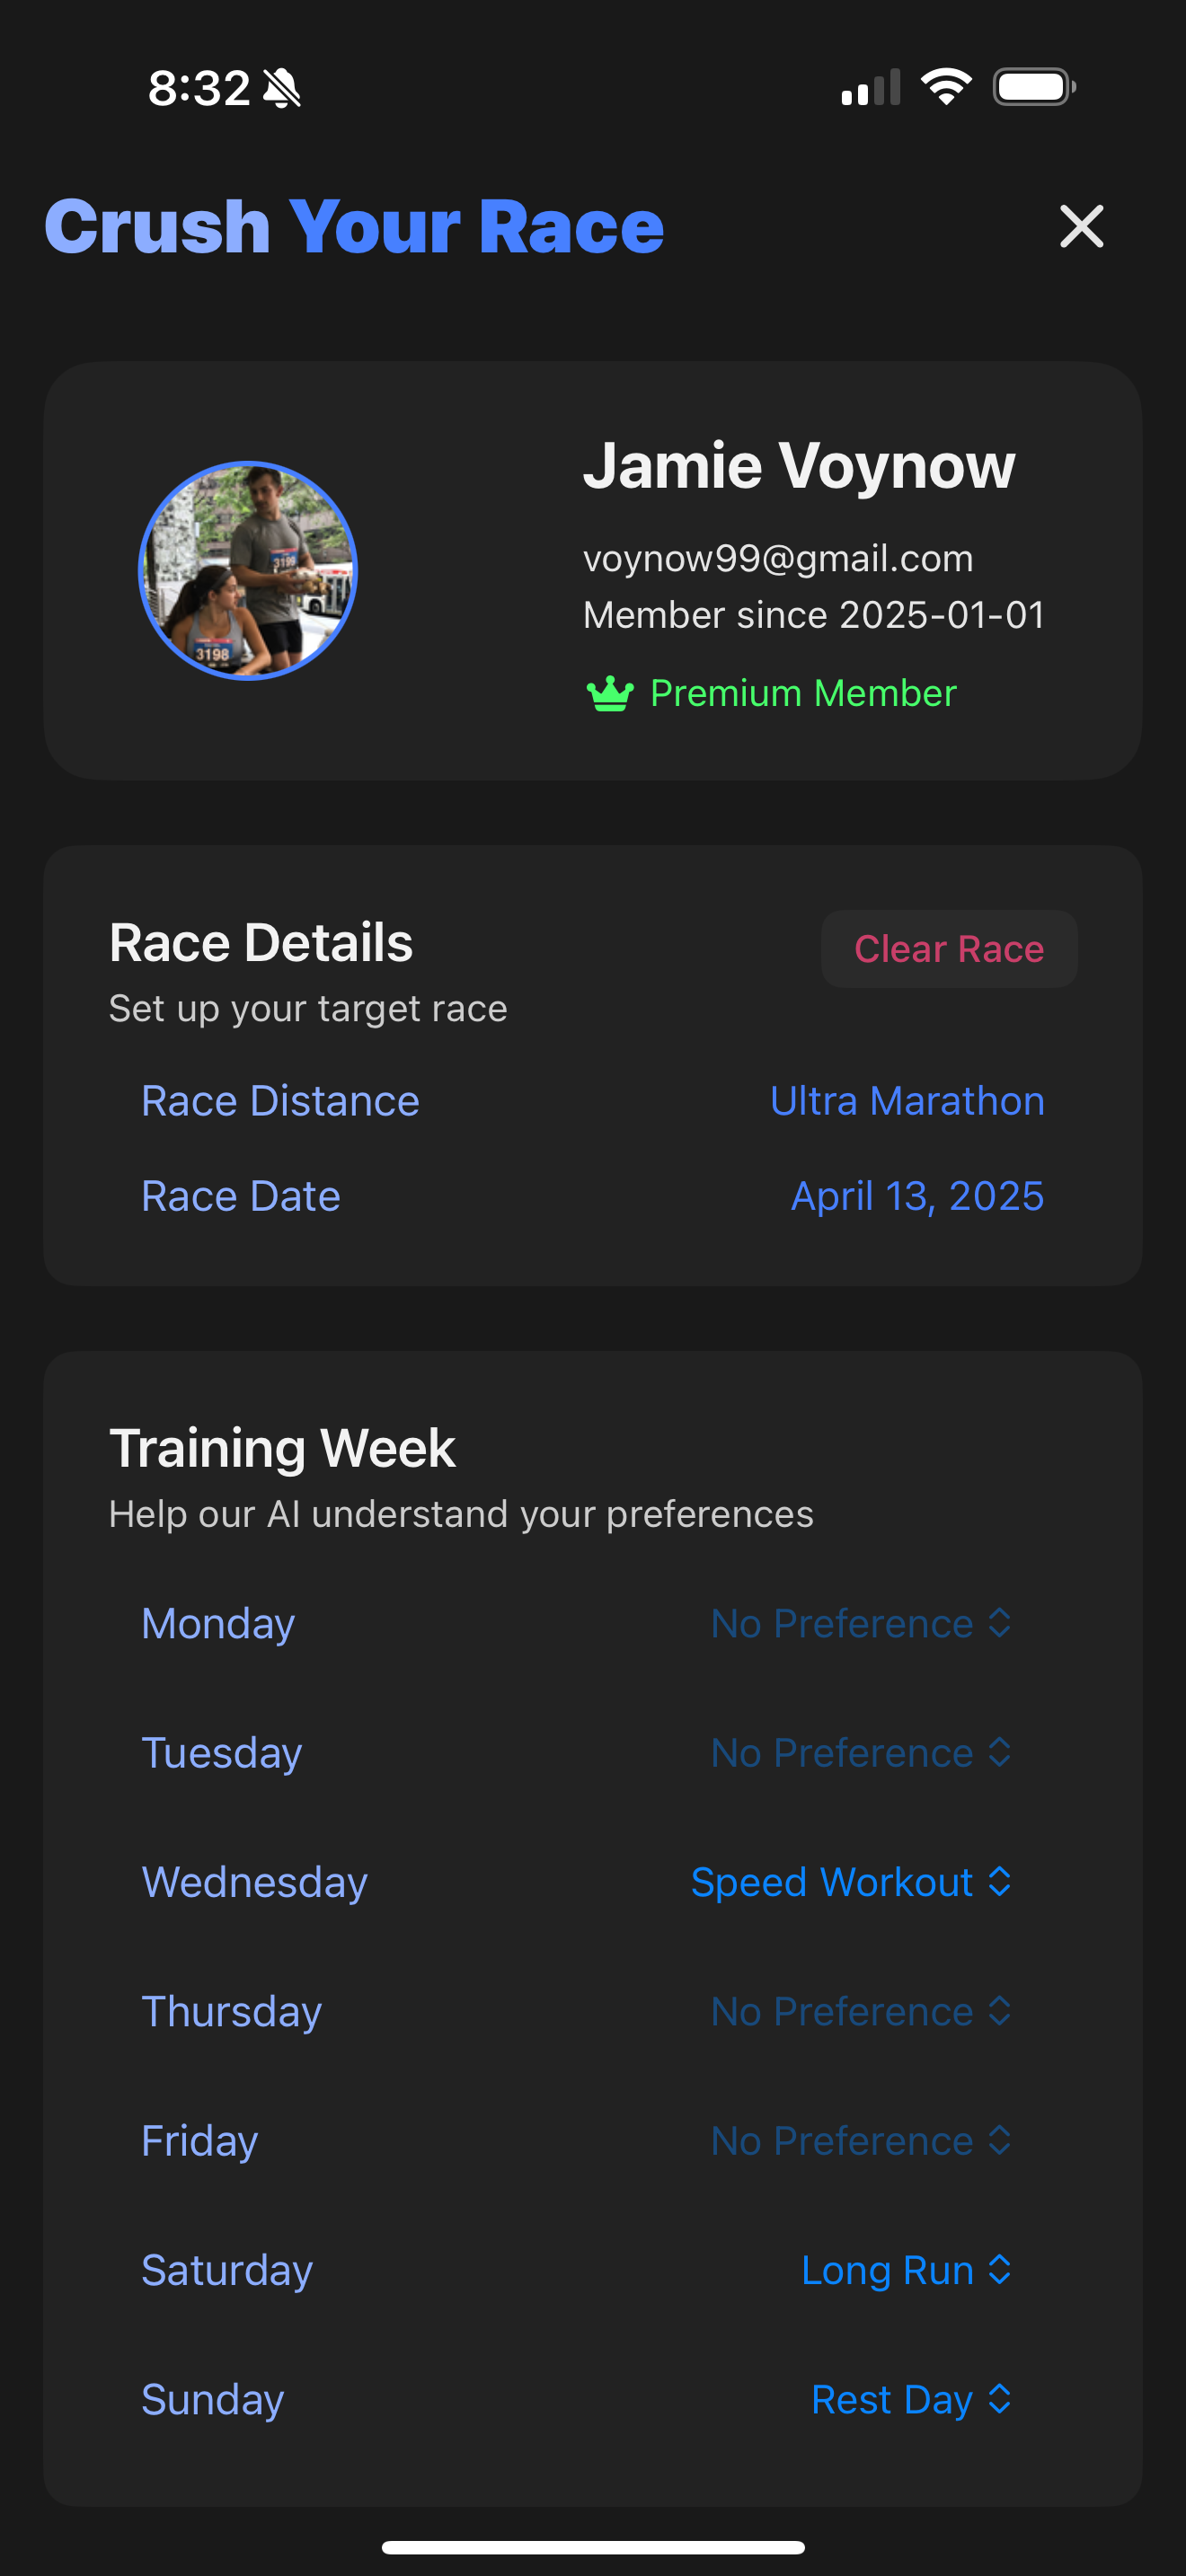 8:32
Crush Your Race
Jamie Voynow
voynow99@gmail.com
Member since 2025-01-01
Premium Member
3199
3198
Race Details
Clear Race
Set up your target race
Race Distance Ultra Marathon
Race Date April 13, 2025
Training Week
Help our AI understand your preferences
Monday No Preference
Tuesday No Preference
Wednesday Speed Workout
Thursday No Preference
Friday No Preference
Saturday Long Run
Sunday Rest Day